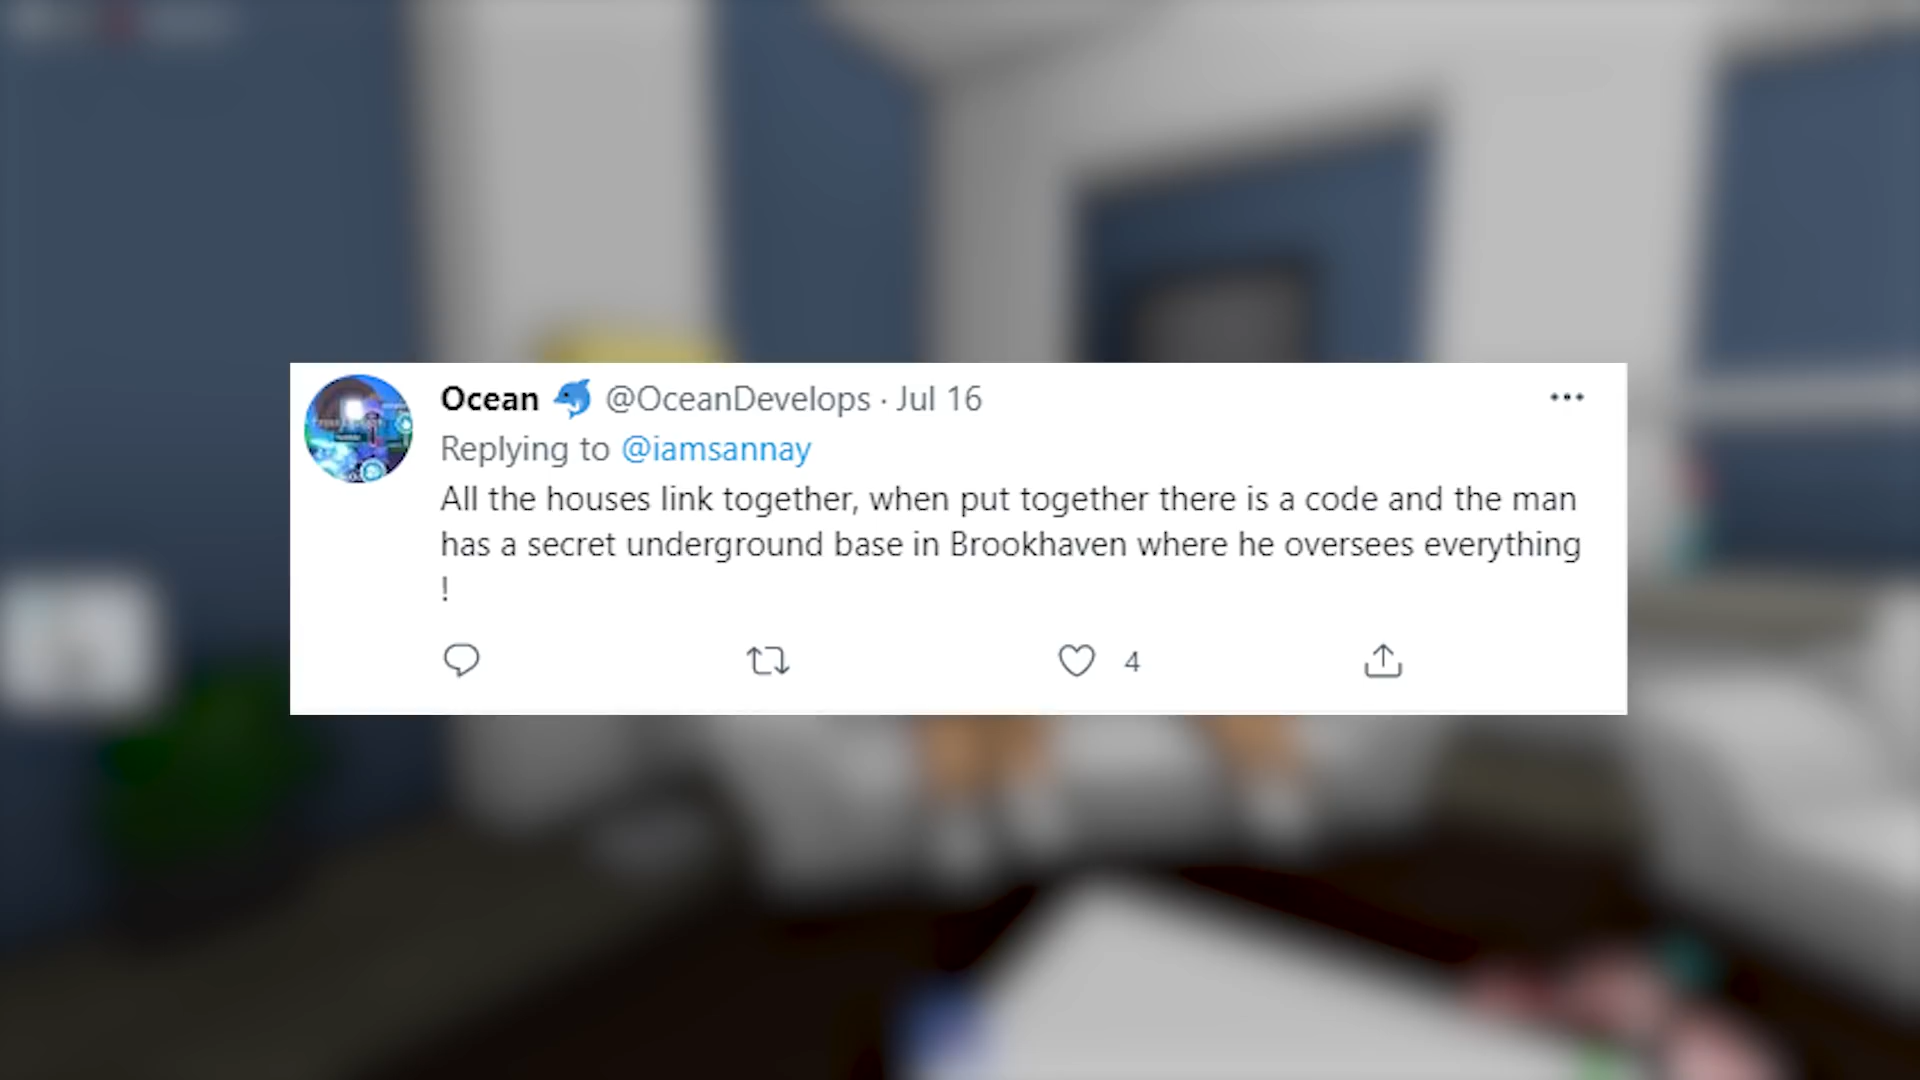 Ocean 🐬 @OceanDevelops · Jul 16
Replying to @iamsannay
All the houses link together, when put together there is a code and the man
has a secret underground base in Brookhaven where he oversees everything
!
4